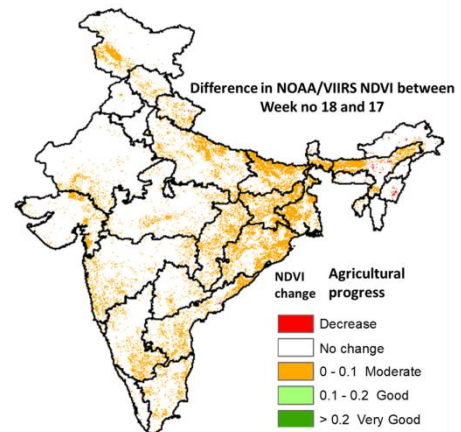 Difference in NOAA/VIIRS NDVI between
Week no 18 and 17
NDVI change Agricultural progress
Decrease
No change
0 - 0.1 Moderate
0.1 - 0.2 Good
> 0.2 Very Good